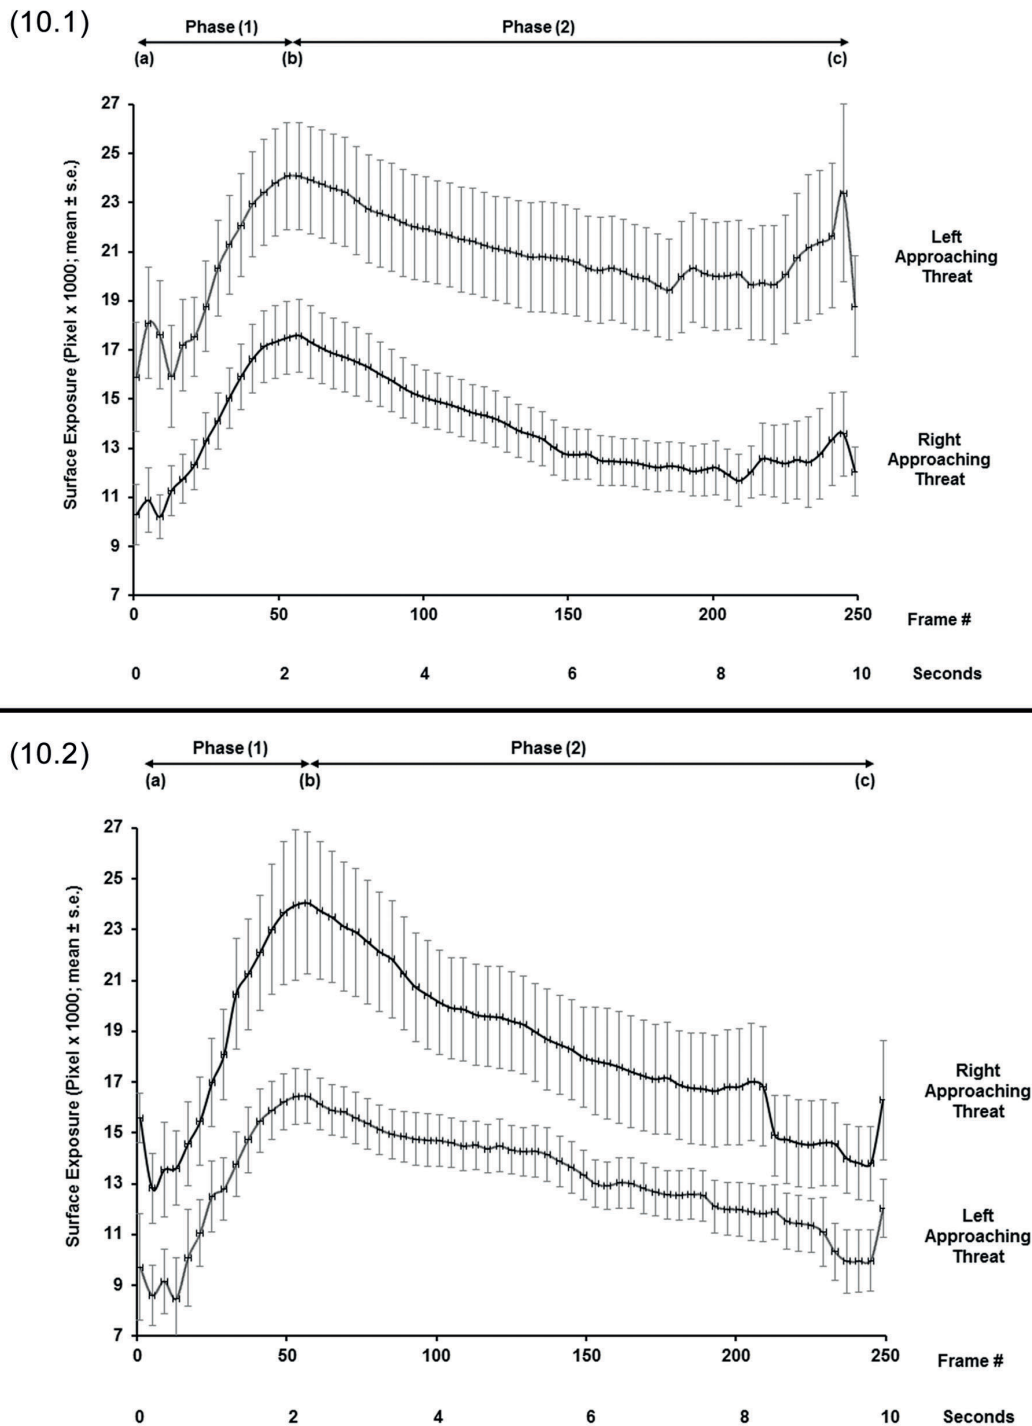 (10.1)
Phase (1) Phase (2)
(a) (b) (c)
Surface Exposure (Pixel x 1000; mean ± s.e.)
27
25
23
21
19
17
15
13
11
9
7
Left
Approaching
Threat
Right
Approaching
Threat
0 50 100 150 200 250 Frame #
0 2 4 6 8 10 Seconds
(10.2)
Phase (1) Phase (2)
(a) (b) (c)
Surface Exposure (Pixel x 1000; mean ± s.e.)
27
25
23
21
19
17
15
13
11
9
7
Right
Approaching
Threat
Left
Approaching
Threat
0 50 100 150 200 250 Frame #
0 2 4 6 8 10 Seconds